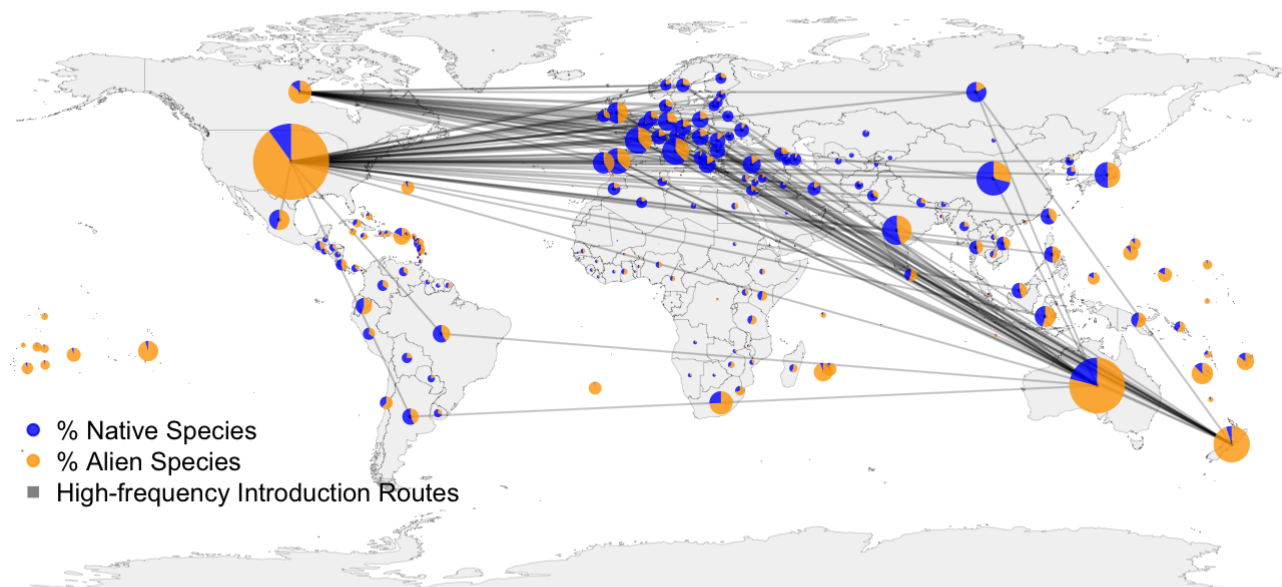 % Native Species
% Alien Species
High-frequency Introduction Routes